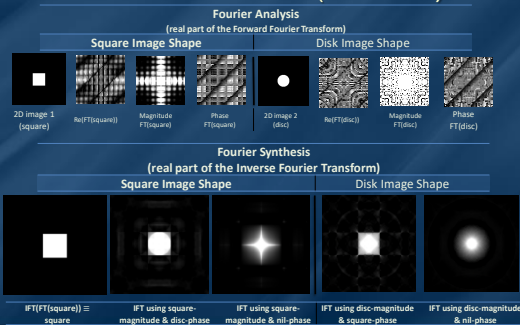 Fourier Analysis
(real part of the Forward Fourier Transform)
Square Image Shape
Disk Image Shape
2D image 1
(square)
Re(FT(square))
Magnitude
FT(square)
Phase
FT(square)
2D image 2
(disc)
Re(FT(disc))
Magnitude
FT(disc)
Phase
FT(disc)
Fourier Synthesis
(real part of the Inverse Fourier Transform)
Square Image Shape
Disk Image Shape
IFT(FT(square)) ≡
square
IFT using square-
magnitude & disc-phase
IFT using square-
magnitude & nil-phase
IFT using disc-magnitude
& square-phase
IFT using disc-magnitude
& nil-phase